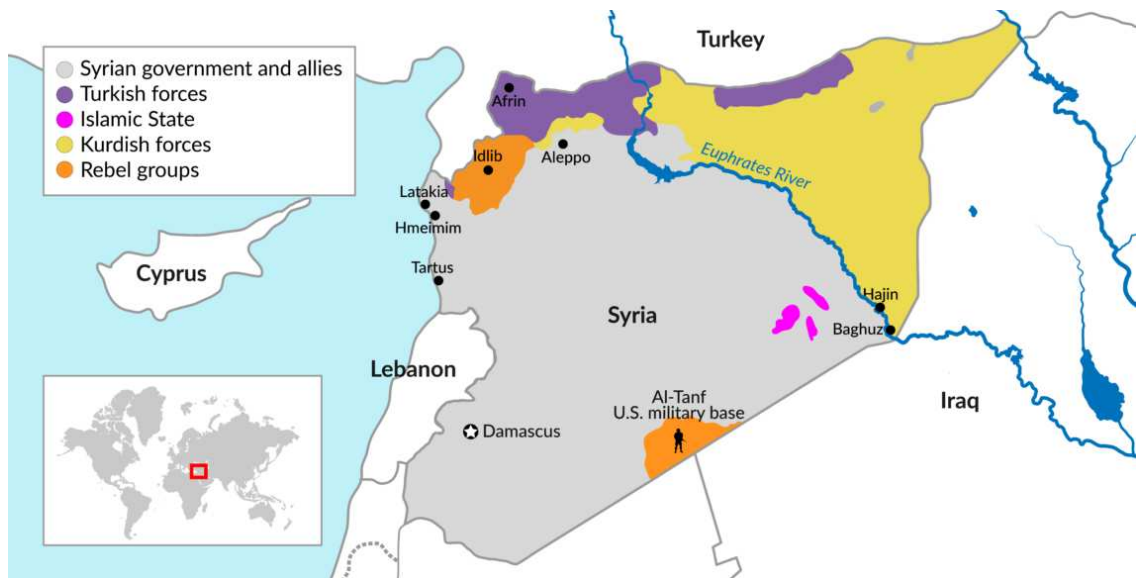 Syrian government and allies
Turkish forces
Islamic State
Kurdish forces
Rebel groups
Turkey
Afrin
Idlib
Aleppo
Euphrates River
Latakia
Hmeimim
Cyprus
Tartus
Syria
Hajin
Baghuz
Lebanon
Al-Tanf
U.S. military base
Iraq
Damascus